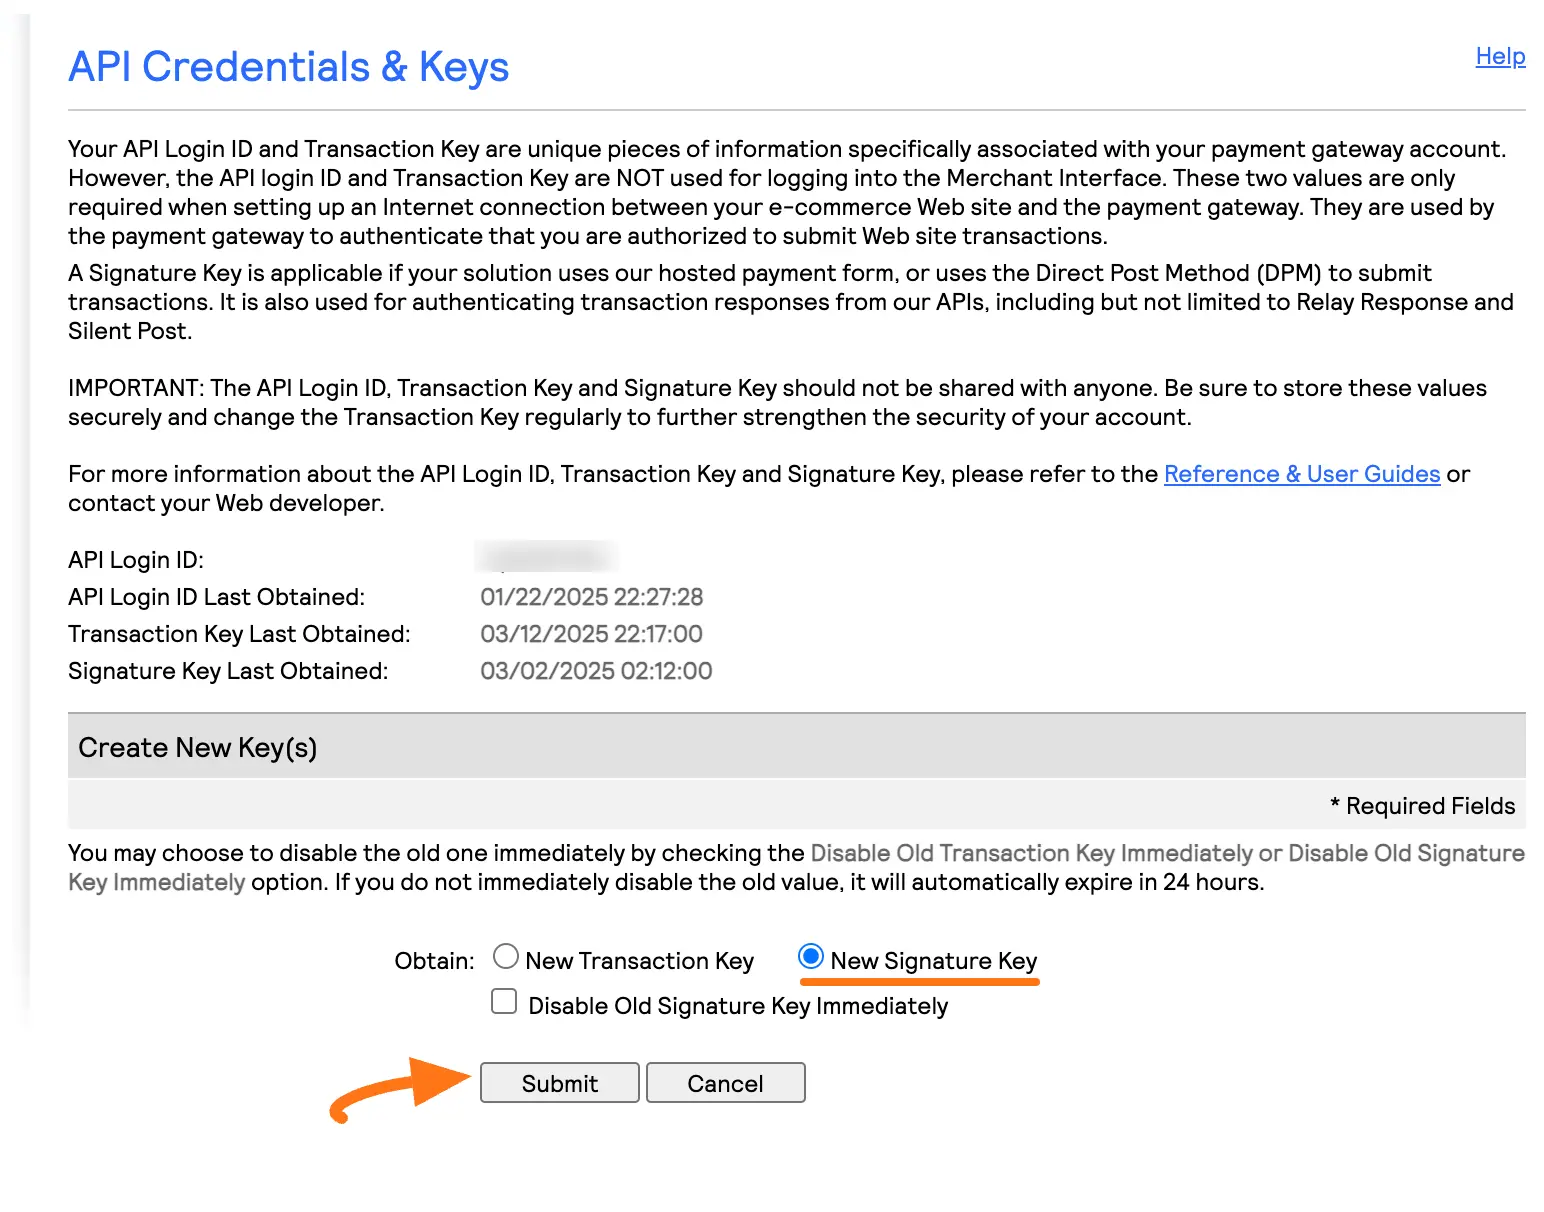 API Credentials & Keys
Help
Your API Login ID and Transaction Key are unique pieces of information specifically associated with your payment gateway account.
However, the API login ID and Transaction Key are NOT used for logging into the Merchant Interface. These two values are only
required when setting up an Internet connection between your e-commerce Web site and the payment gateway. They are used by
the payment gateway to authenticate that you are authorized to submit Web site transactions.
A Signature Key is applicable if your solution uses our hosted payment form, or uses the Direct Post Method (DPM) to submit
transactions. It is also used for authenticating transaction responses from our APIs, including but not limited to Relay Response and
Silent Post.
IMPORTANT: The API Login ID, Transaction Key and Signature Key should not be shared with anyone. Be sure to store these values
securely and change the Transaction Key regularly to further strengthen the security of your account.
For more information about the API Login ID, Transaction Key and Signature Key, please refer to the Reference & User Guides or
contact your Web developer.
API Login ID:
API Login ID Last Obtained: 01/22/2025 22:27:28
Transaction Key Last Obtained: 03/12/2025 22:17:00
Signature Key Last Obtained: 03/02/2025 02:12:00
Create New Key(s)
* Required Fields
You may choose to disable the old one immediately by checking the Disable Old Transaction Key Immediately or Disable Old Signature
Key Immediately option. If you do not immediately disable the old value, it will automatically expire in 24 hours.
Obtain: New Transaction Key New Signature Key
Disable Old Signature Key Immediately
Submit Cancel